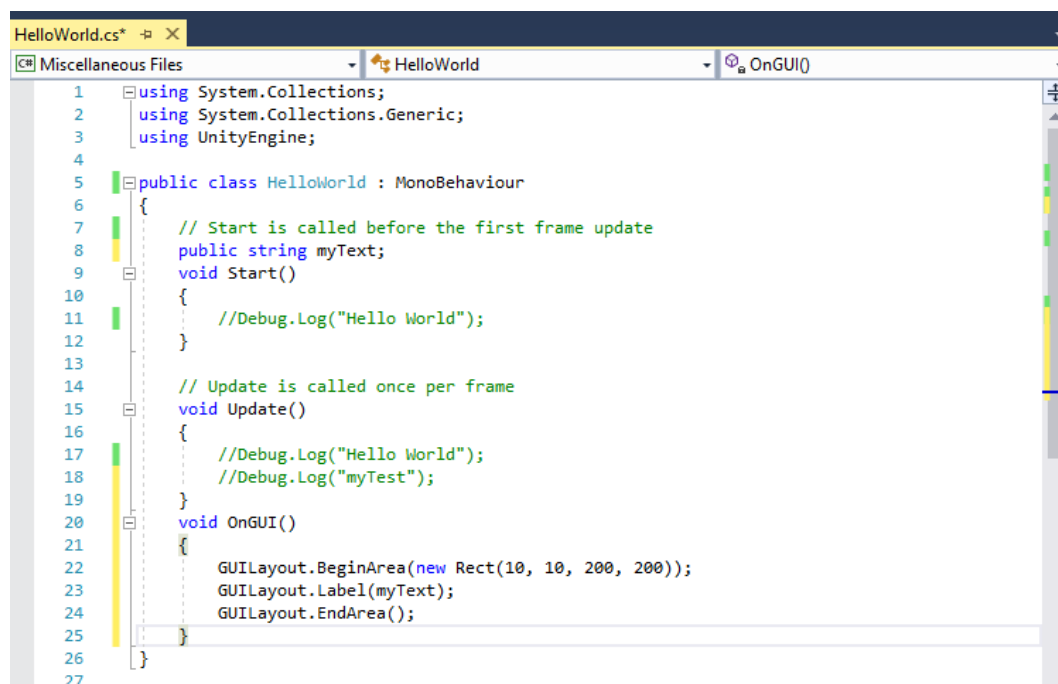 HelloWorld.cs*
C# Miscellaneous Files HelloWorld OnGUI()
1 using System.Collections;
2 using System.Collections.Generic;
3 using UnityEngine;
4
5 public class HelloWorld : MonoBehaviour
6 {
7 // Start is called before the first frame update
8 public string myText;
9 void Start()
10 {
11 //Debug.Log("Hello World");
12 }
13
14 // Update is called once per frame
15 void Update()
16 {
17 //Debug.Log("Hello World");
18 //Debug.Log("myTest");
19 }
20 void OnGUI()
21 {
22 GUILayout.BeginArea(new Rect(10, 10, 200, 200));
23 GUILayout.Label(myText);
24 GUILayout.EndArea();
25 }
26 }
27